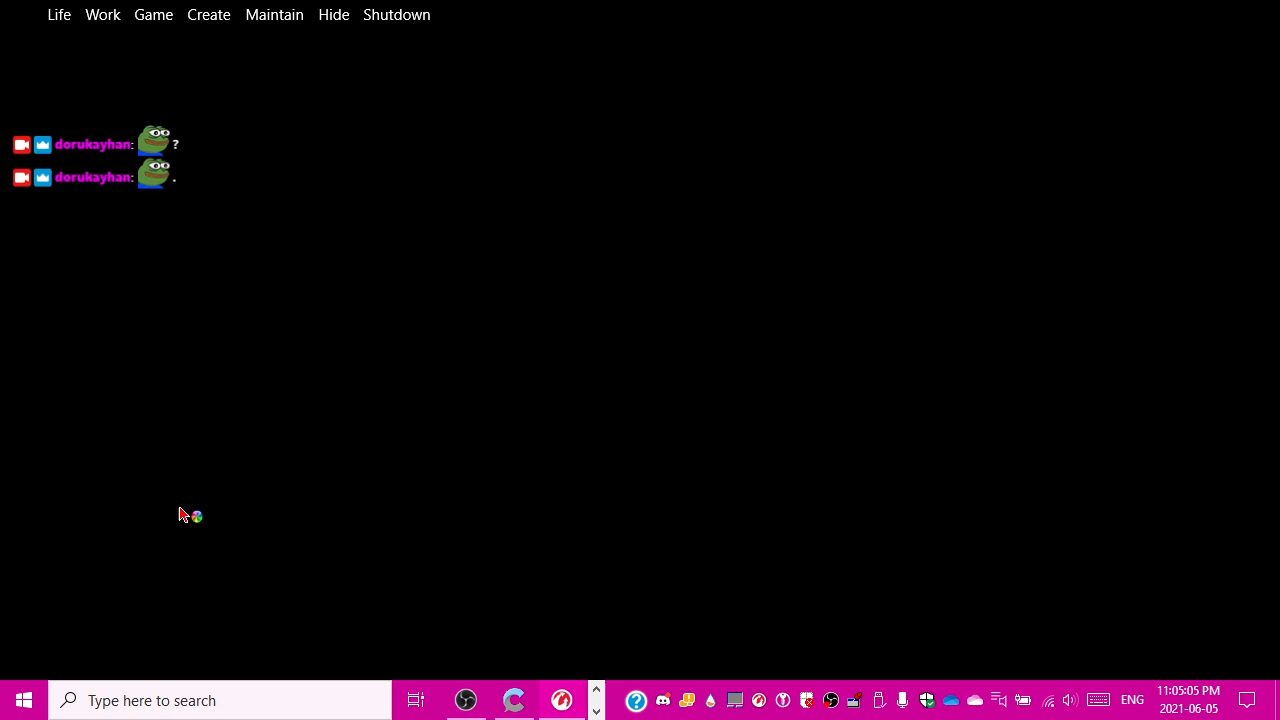 Life Work Game Create Maintain Hide Shutdown
dorukayhan: ?
dorukayhan: .
Type here to search
ENG
11:05:05 PM
2021-06-05